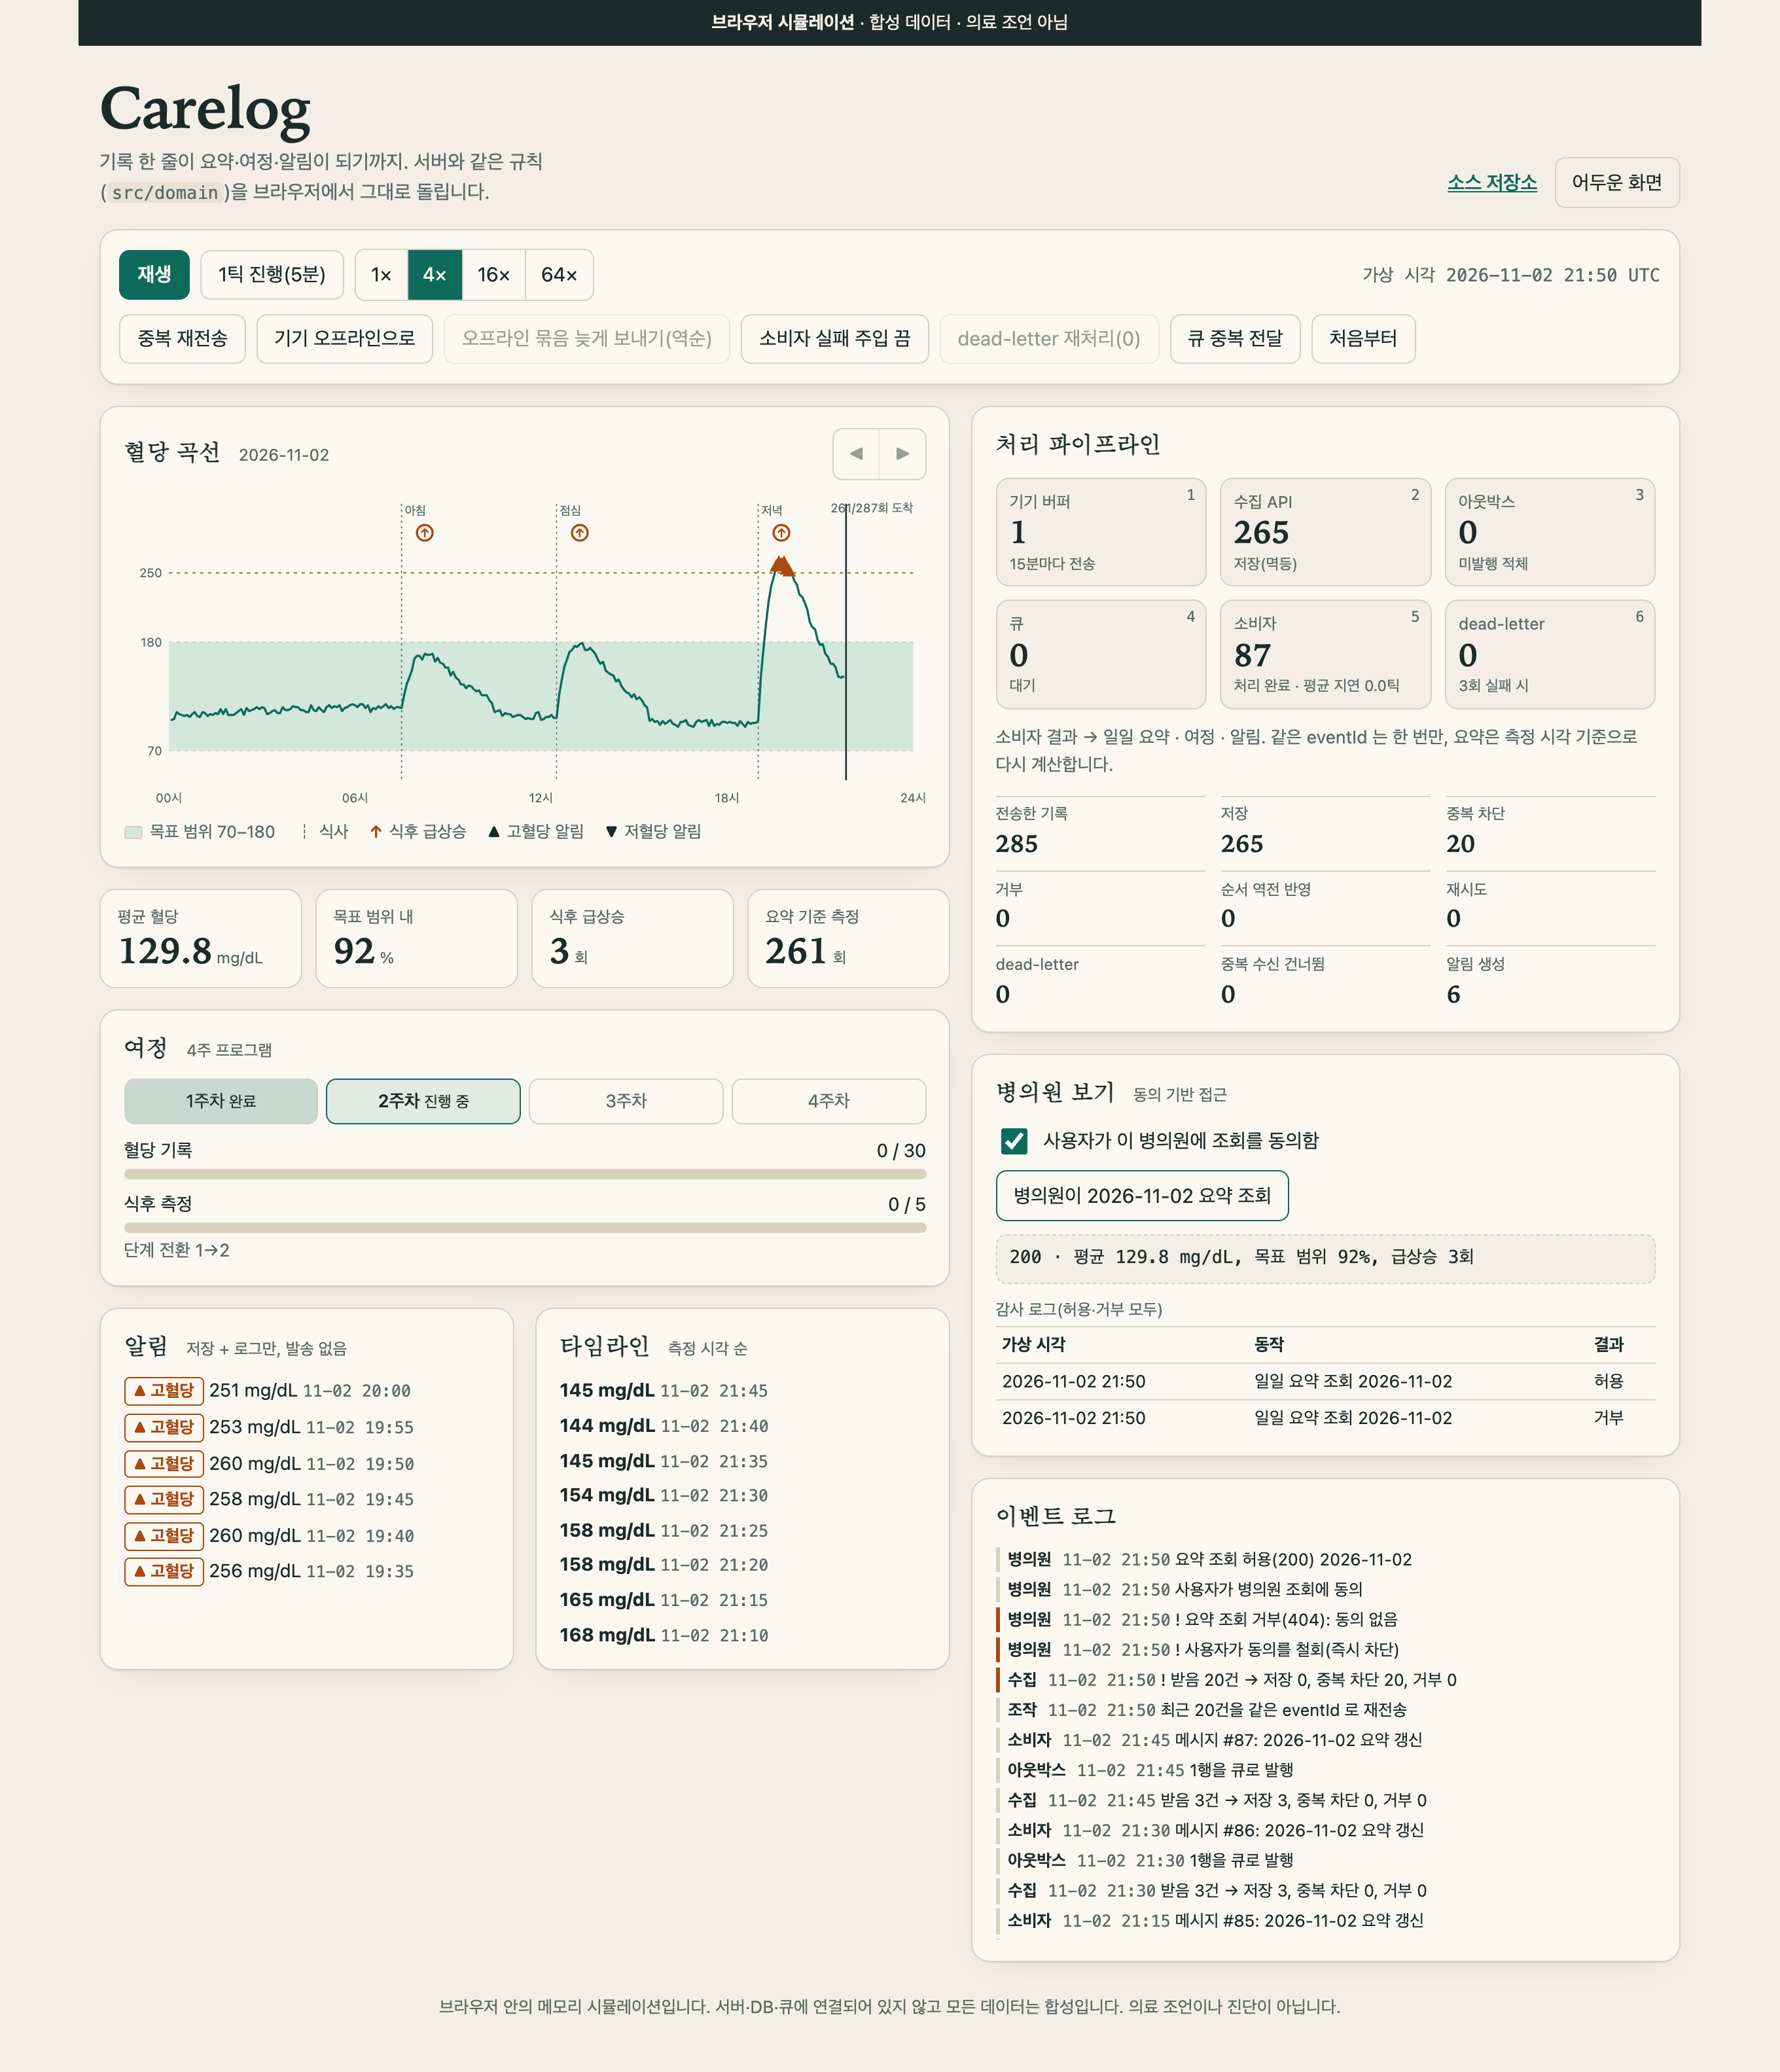 브라우저 시뮬레이션 · 합성 데이터 · 의료 조언 아님
Carelog
기록 한 줄이 요약·여정·알림이 되기까지. 서버와 같은 규칙
(src/domain)을 브라우저에서 그대로 돌립니다.
소스 저장소
어두운 화면
재생
1틱 진행(5분)
1×
4×
16×
64×
가상 시각 2026-11-02 21:50 UTC
중복 재전송
기기 오프라인으로
오프라인 묶음 늦게 보내기(역순)
소비자 실패 주입 끔
dead-letter 재처리(0)
큐 중복 전달
처음부터
혈당 곡선 2026-11-02
아침
점심
저녁
261/287회 도착
250
180
70
00시
06시
12시
18시
24시
목표 범위 70–180
식사
식후 급상승
고혈당 알림
저혈당 알림
평균 혈당
129.8 mg/dL
목표 범위 내
92 %
식후 급상승
3 회
요약 기준 측정
261 회
여정 4주 프로그램
1주차 완료
2주차 진행 중
3주차
4주차
혈당 기록 0 / 30
식후 측정 0 / 5
단계 전환 1→2
알림 저장 + 로그만, 발송 없음
▲ 고혈당 251 mg/dL 11-02 20:00
▲ 고혈당 253 mg/dL 11-02 19:55
▲ 고혈당 260 mg/dL 11-02 19:50
▲ 고혈당 258 mg/dL 11-02 19:45
▲ 고혈당 260 mg/dL 11-02 19:40
▲ 고혈당 256 mg/dL 11-02 19:35
타임라인 측정 시각 순
145 mg/dL 11-02 21:45
144 mg/dL 11-02 21:40
145 mg/dL 11-02 21:35
154 mg/dL 11-02 21:30
158 mg/dL 11-02 21:25
158 mg/dL 11-02 21:20
165 mg/dL 11-02 21:15
168 mg/dL 11-02 21:10
처리 파이프라인
기기 버퍼 1
1
15분마다 전송
수집 API 2
265
저장(멱등)
아웃박스 3
0
미발행 적체
큐 4
0
대기
소비자 5
87
처리 완료 · 평균 지연 0.0틱
dead-letter 6
0
3회 실패 시
소비자 결과 → 일일 요약 · 여정 · 알림. 같은 eventId 는 한 번만, 요약은 측정 시각 기준으로
다시 계산합니다.
전송한 기록
285
저장
265
중복 차단
20
거부
0
순서 역전 반영
0
재시도
0
dead-letter
0
중복 수신 건너뜀
0
알림 생성
6
병의원 보기 동의 기반 접근
사용자가 이 병의원에 조회를 동의함
병의원이 2026-11-02 요약 조회
200 · 평균 129.8 mg/dL, 목표 범위 92%, 급상승 3회
감사 로그(허용·거부 모두)
가상 시각 동작 결과
2026-11-02 21:50 일일 요약 조회 2026-11-02 허용
2026-11-02 21:50 일일 요약 조회 2026-11-02 거부
이벤트 로그
병의원 11-02 21:50 요약 조회 허용(200) 2026-11-02
병의원 11-02 21:50 사용자가 병의원 조회에 동의
병의원 11-02 21:50 ! 요약 조회 거부(404): 동의 없음
병의원 11-02 21:50 ! 사용자가 동의를 철회(즉시 차단)
수집 11-02 21:50 ! 받음 20건 → 저장 0, 중복 차단 20, 거부 0
조작 11-02 21:50 최근 20건을 같은 eventId 로 재전송
소비자 11-02 21:45 메시지 #87: 2026-11-02 요약 갱신
아웃박스 11-02 21:45 1행을 큐로 발행
수집 11-02 21:45 받음 3건 → 저장 3, 중복 차단 0, 거부 0
소비자 11-02 21:30 메시지 #86: 2026-11-02 요약 갱신
아웃박스 11-02 21:30 1행을 큐로 발행
수집 11-02 21:30 받음 3건 → 저장 3, 중복 차단 0, 거부 0
소비자 11-02 21:15 메시지 #85: 2026-11-02 요약 갱신
브라우저 안의 메모리 시뮬레이션입니다. 서버·DB·큐에 연결되어 있지 않고 모든 데이터는 합성입니다. 의료 조언이나 진단이 아닙니다.